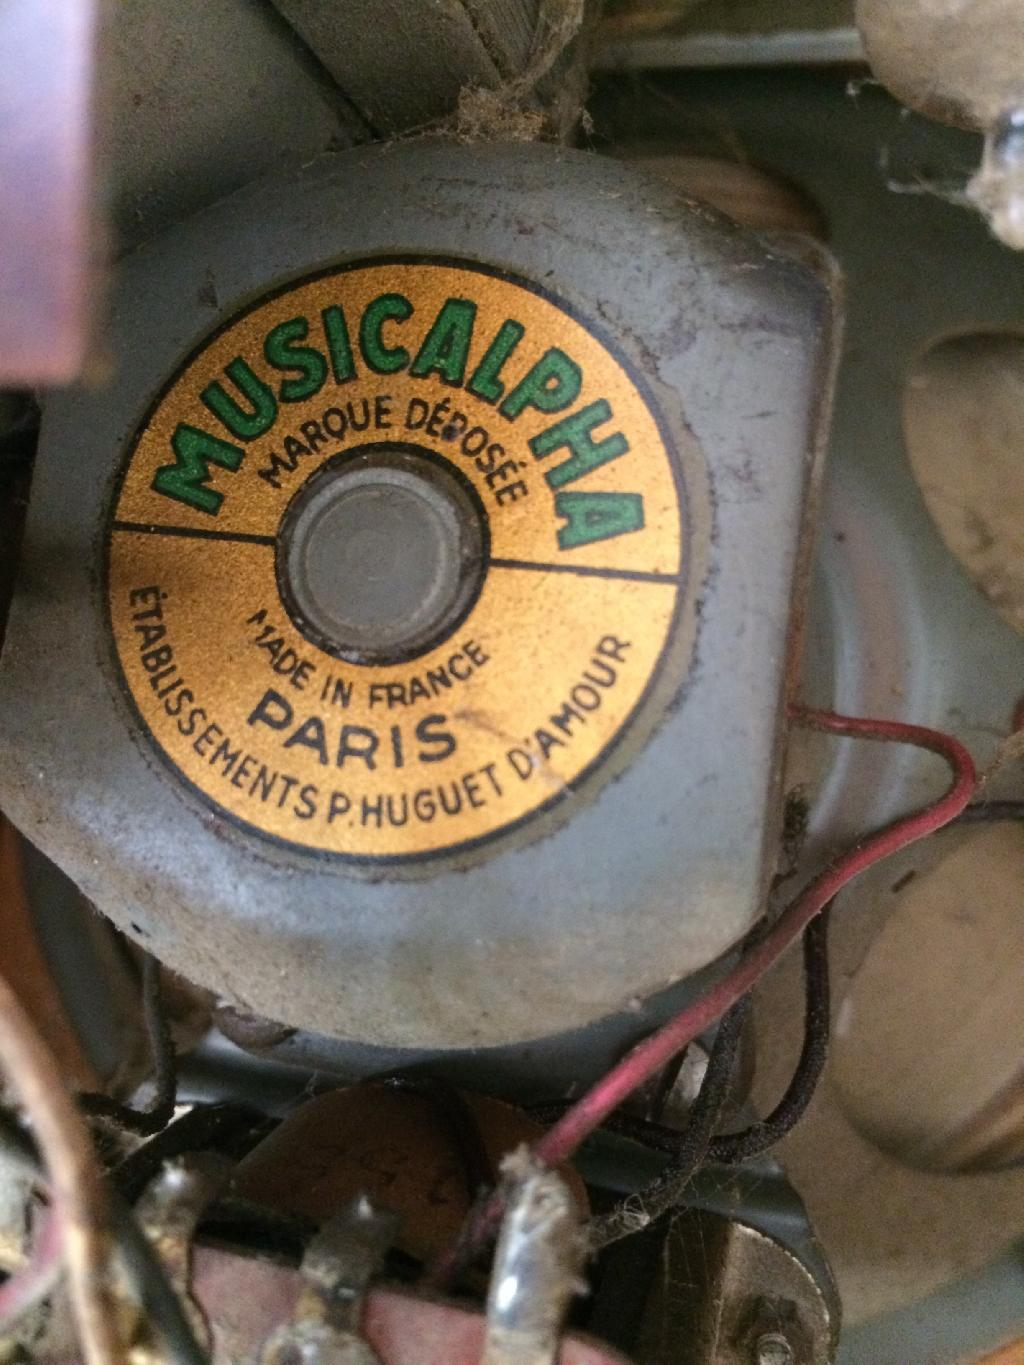 MUSICALPHA
MARQUE DÉPOSÉE
MADE IN FRANCE
PARIS
ÉTABLISSEMENTS P.HUGUET D'AMOUR